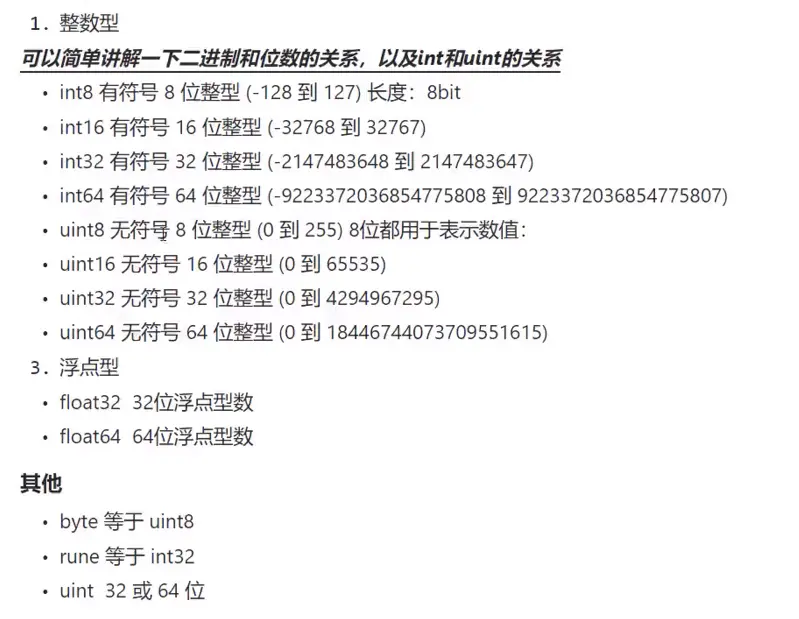 1. 整数型
可以简单讲解一下二进制和位数的关系，以及int和uint的关系
• int8 有符号 8 位整型 (-128 到 127) 长度：8bit
• int16 有符号 16 位整型 (-32768 到 32767)
• int32 有符号 32 位整型 (-2147483648 到 2147483647)
• int64 有符号 64 位整型 (-9223372036854775808 到 9223372036854775807)
• uint8 无符号 8 位整型 (0 到 255) 8位都用于表示数值：
• uint16 无符号 16 位整型 (0 到 65535)
• uint32 无符号 32 位整型 (0 到 4294967295)
• uint64 无符号 64 位整型 (0 到 18446744073709551615)
3. 浮点型
• float32 32位浮点型数
• float64 64位浮点型数
其他
• byte 等于 uint8
• rune 等于 int32
• uint 32 或 64 位